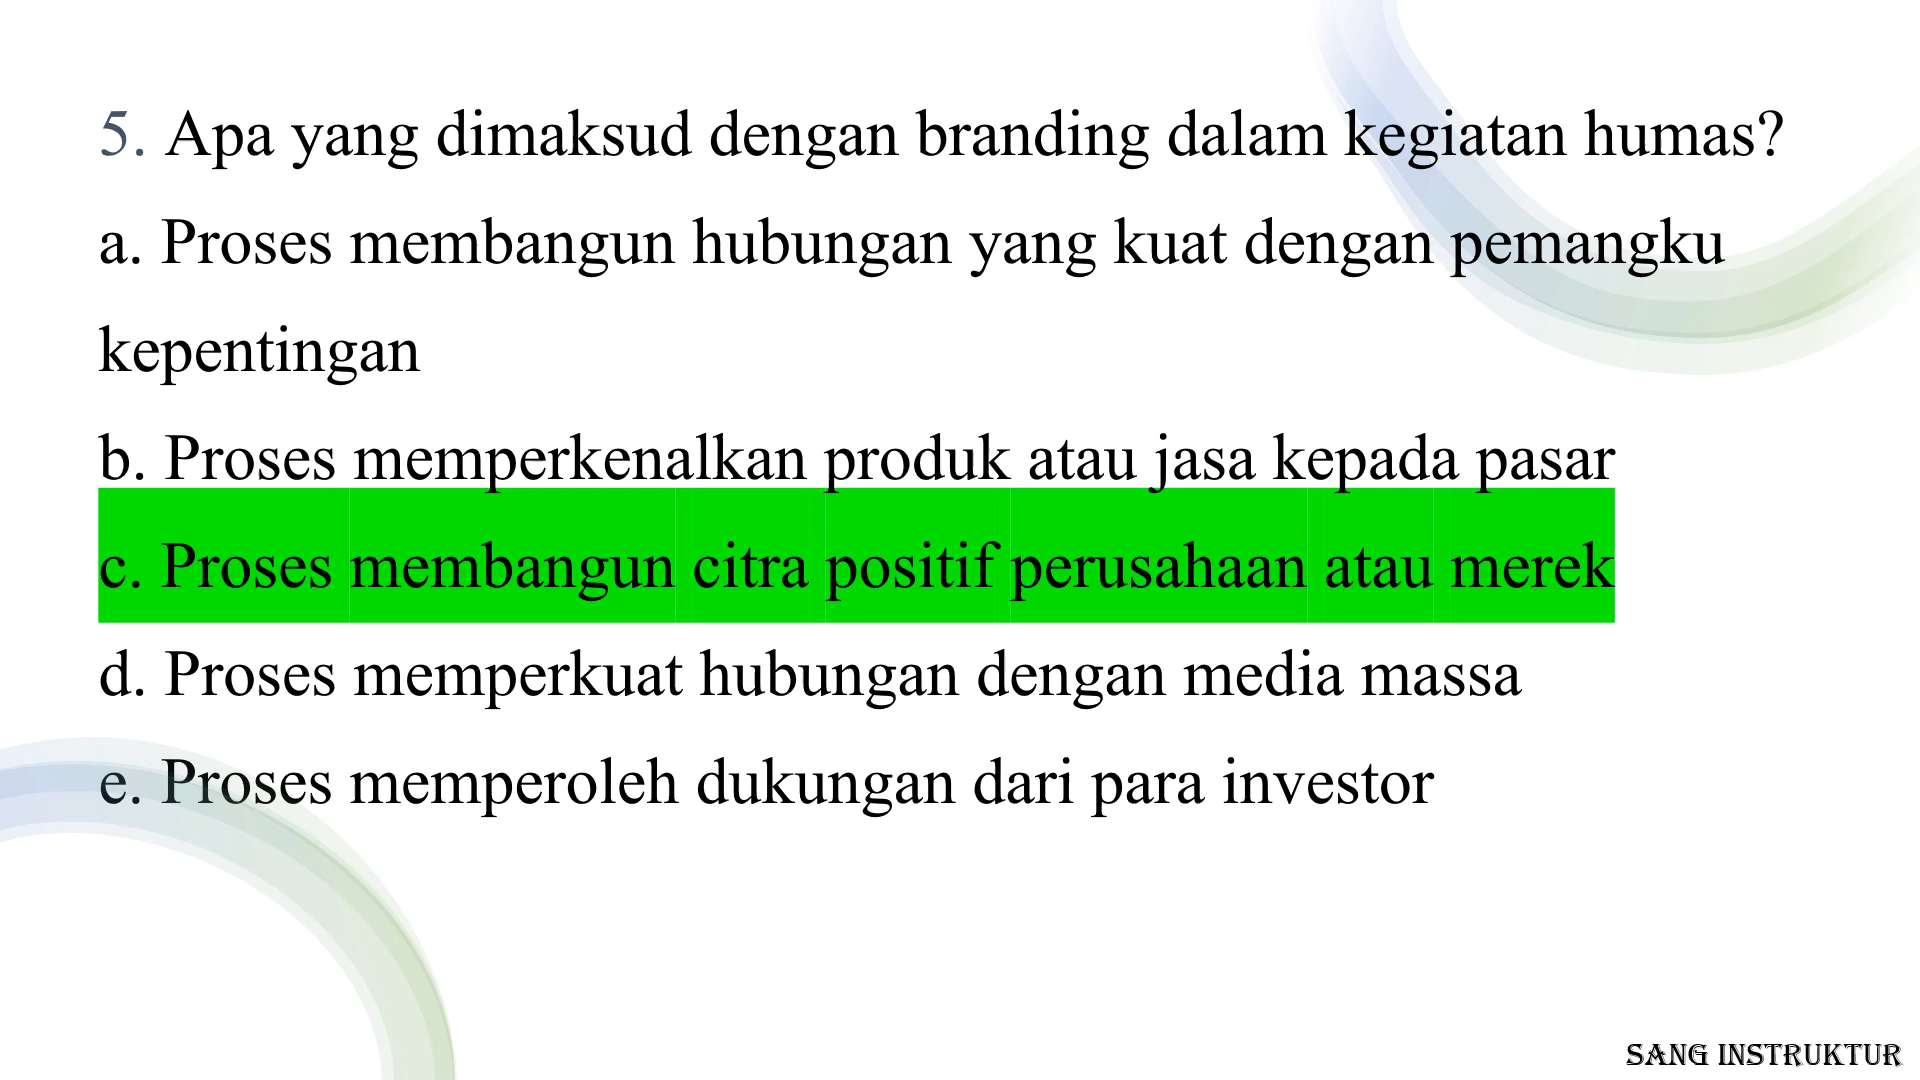 5. Apa yang dimaksud dengan branding dalam kegiatan humas?
a. Proses membangun hubungan yang kuat dengan pemangku
kepentingan
b. Proses memperkenalkan produk atau jasa kepada pasar
c. Proses membangun citra positif perusahaan atau merek
d. Proses memperkuat hubungan dengan media massa
e. Proses memperoleh dukungan dari para investor
SANG INSTRUKTUR